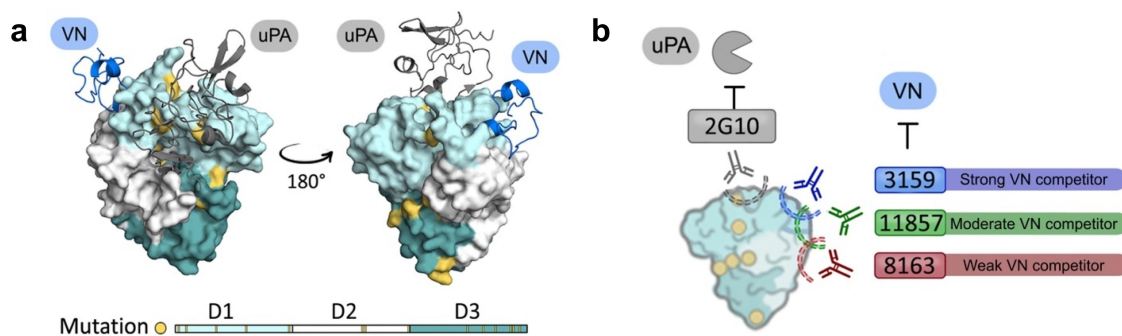 a
VN
uPA
uPA
VN
180°
D1
D2
D3
Mutation
b
uPA
VN
2G10
3159
Strong VN competitor
11857
Moderate VN competitor
8163
Weak VN competitor